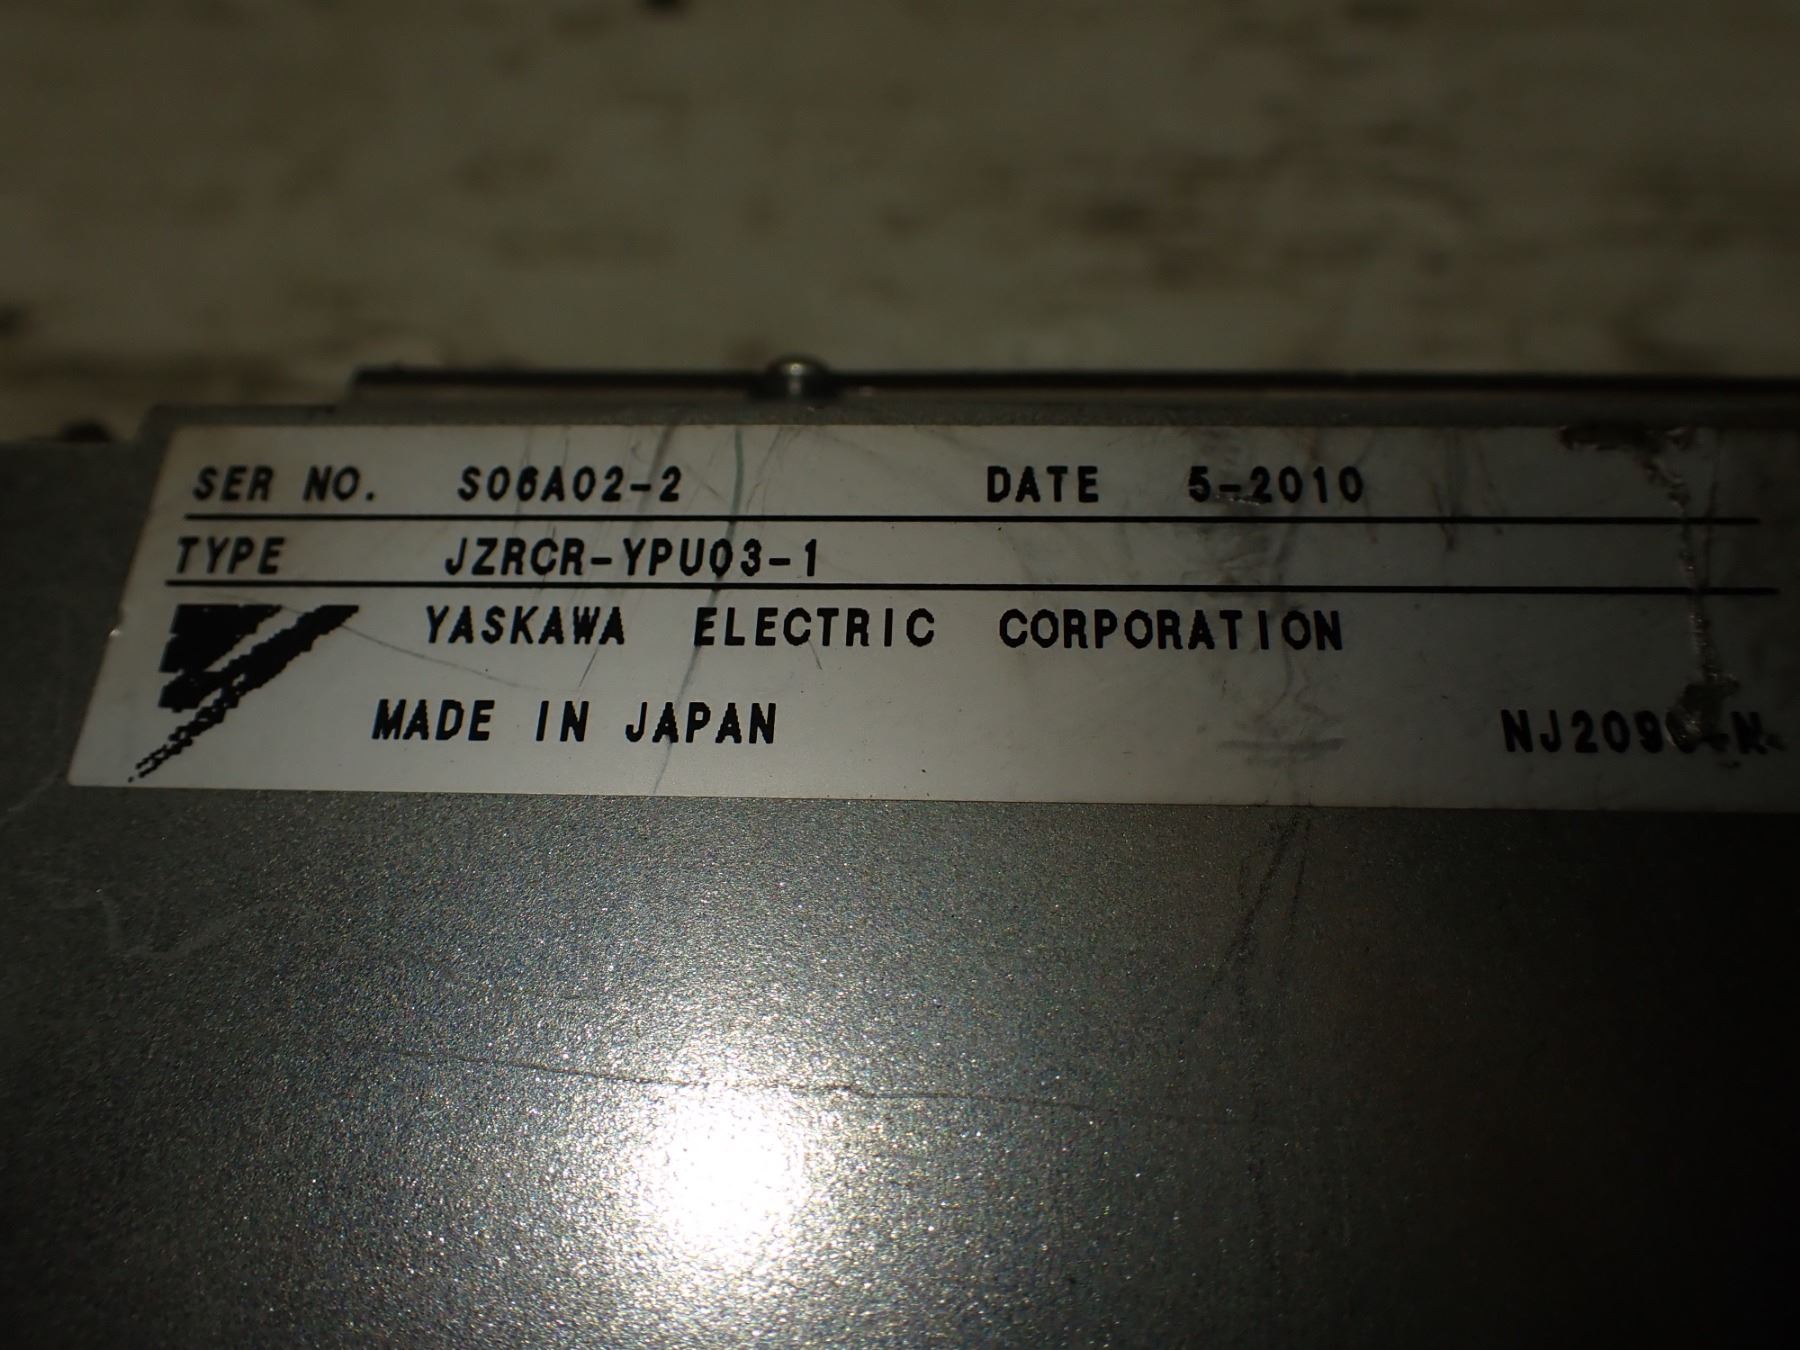 SER NO. S06A02-2 DATE 5-2010
TYPE JZRCR-YPU03-1
YASKAWA ELECTRIC CORPORATION
MADE IN JAPAN